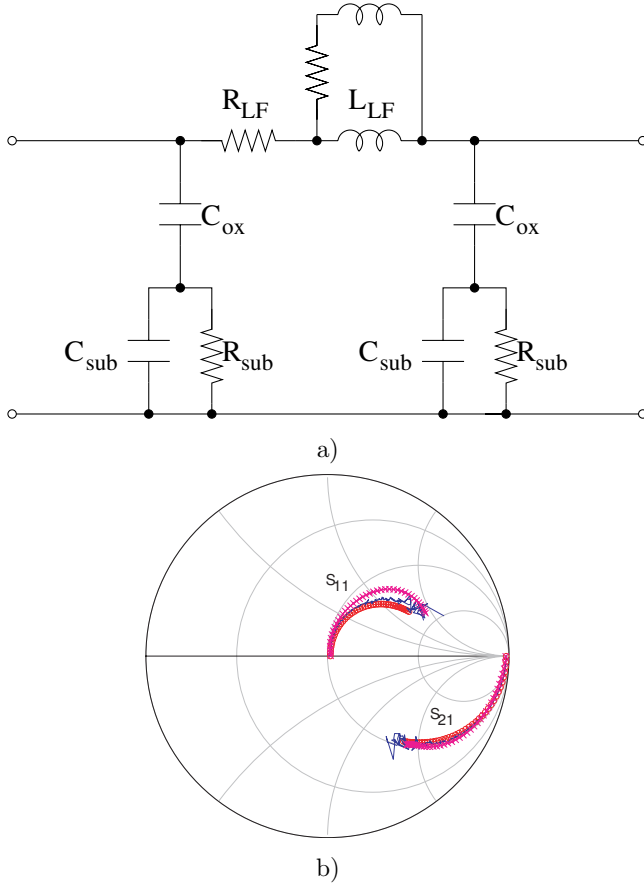 R_LF L_LF
C_ox C_ox
C_sub R_sub C_sub R_sub
a)
S_11
S_21
b)